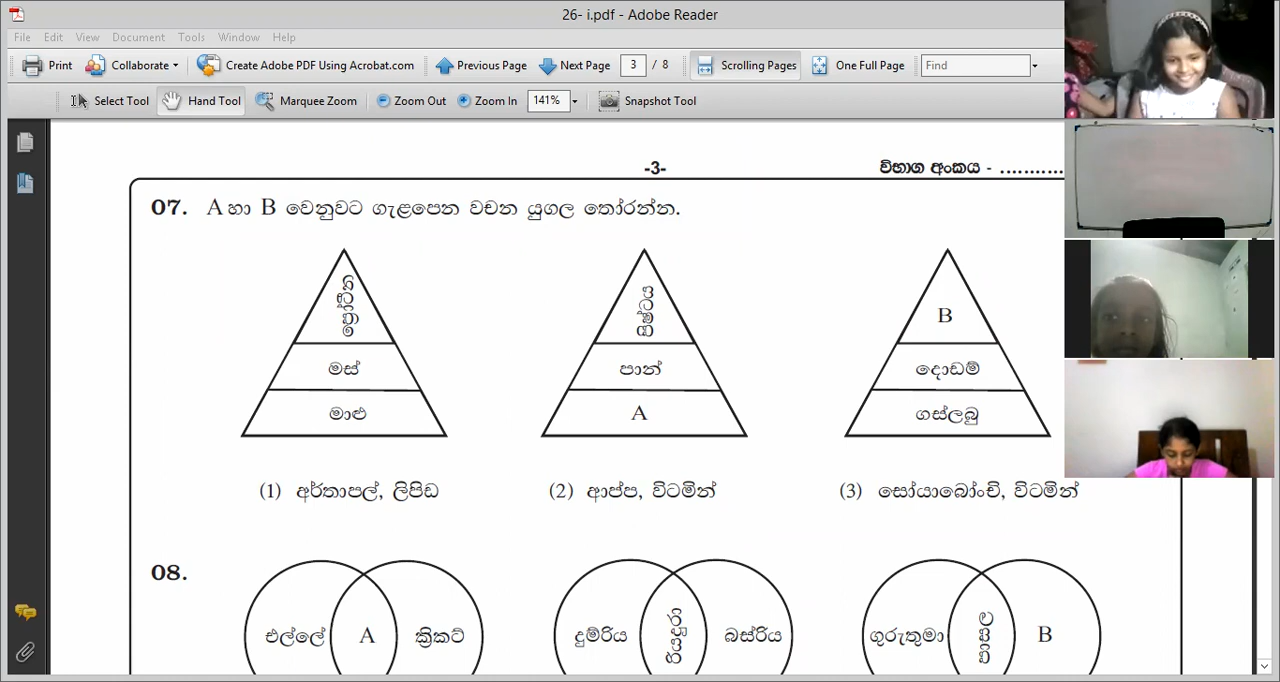 26- i.pdf - Adobe Reader
File Edit View Document Tools Window Help
Print Collaborate Create Adobe PDF Using Acrobat.com Previous Page Next Page 3 / 8 Scrolling Pages One Full Page Find
Select Tool Hand Tool Marquee Zoom Zoom Out Zoom In 141% Snapshot Tool
-3- විභාග අංකය - ...........
07. A හා B වෙනුවට ගැළපෙන වචන යුගල තෝරන්න.
ප්‍රෝටීන පිෂ්ටය B
මස් පාන් දොඩම්
මාළු A ගස්ලබු
(1) අර්තාපල්, ලිපිඩ (2) ආප්ප, විටමින් (3) සෝයාබෝංචි, විටමින්
08.
එල්ලේ A ක්‍රිකට් දුම්රිය රියදුරා බස්රිය ගුරුතුමා පාසල B